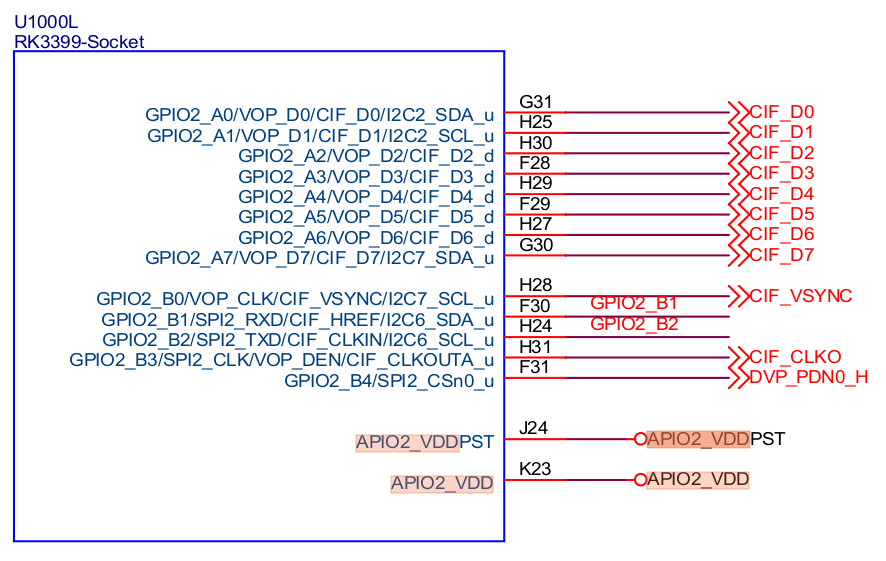 U1000L
RK3399-Socket
GPIO2_A0/VOP_D0/CIF_D0/I2C2_SDA_u G31 CIF_D0
GPIO2_A1/VOP_D1/CIF_D1/I2C2_SCL_u H25 CIF_D1
GPIO2_A2/VOP_D2/CIF_D2_d H30 CIF_D2
GPIO2_A3/VOP_D3/CIF_D3_d F28 CIF_D3
GPIO2_A4/VOP_D4/CIF_D4_d H29 CIF_D4
GPIO2_A5/VOP_D5/CIF_D5_d F29 CIF_D5
GPIO2_A6/VOP_D6/CIF_D6_d H27 CIF_D6
GPIO2_A7/VOP_D7/CIF_D7/I2C7_SDA_u G30 CIF_D7
GPIO2_B0/VOP_CLK/CIF_VSYNC/I2C7_SCL_u H28 CIF_VSYNC
GPIO2_B1/SPI2_RXD/CIF_HREF/I2C6_SDA_u F30 GPIO2_B1
GPIO2_B2/SPI2_TXD/CIF_CLKIN/I2C6_SCL_u H24 GPIO2_B2
GPIO2_B3/SPI2_CLK/VOP_DEN/CIF_CLKOUTA_u H31 CIF_CLKO
GPIO2_B4/SPI2_CSn0_u F31 DVP_PDN0_H
APIO2_VDDPST J24 APIO2_VDDPST
APIO2_VDD K23 APIO2_VDD